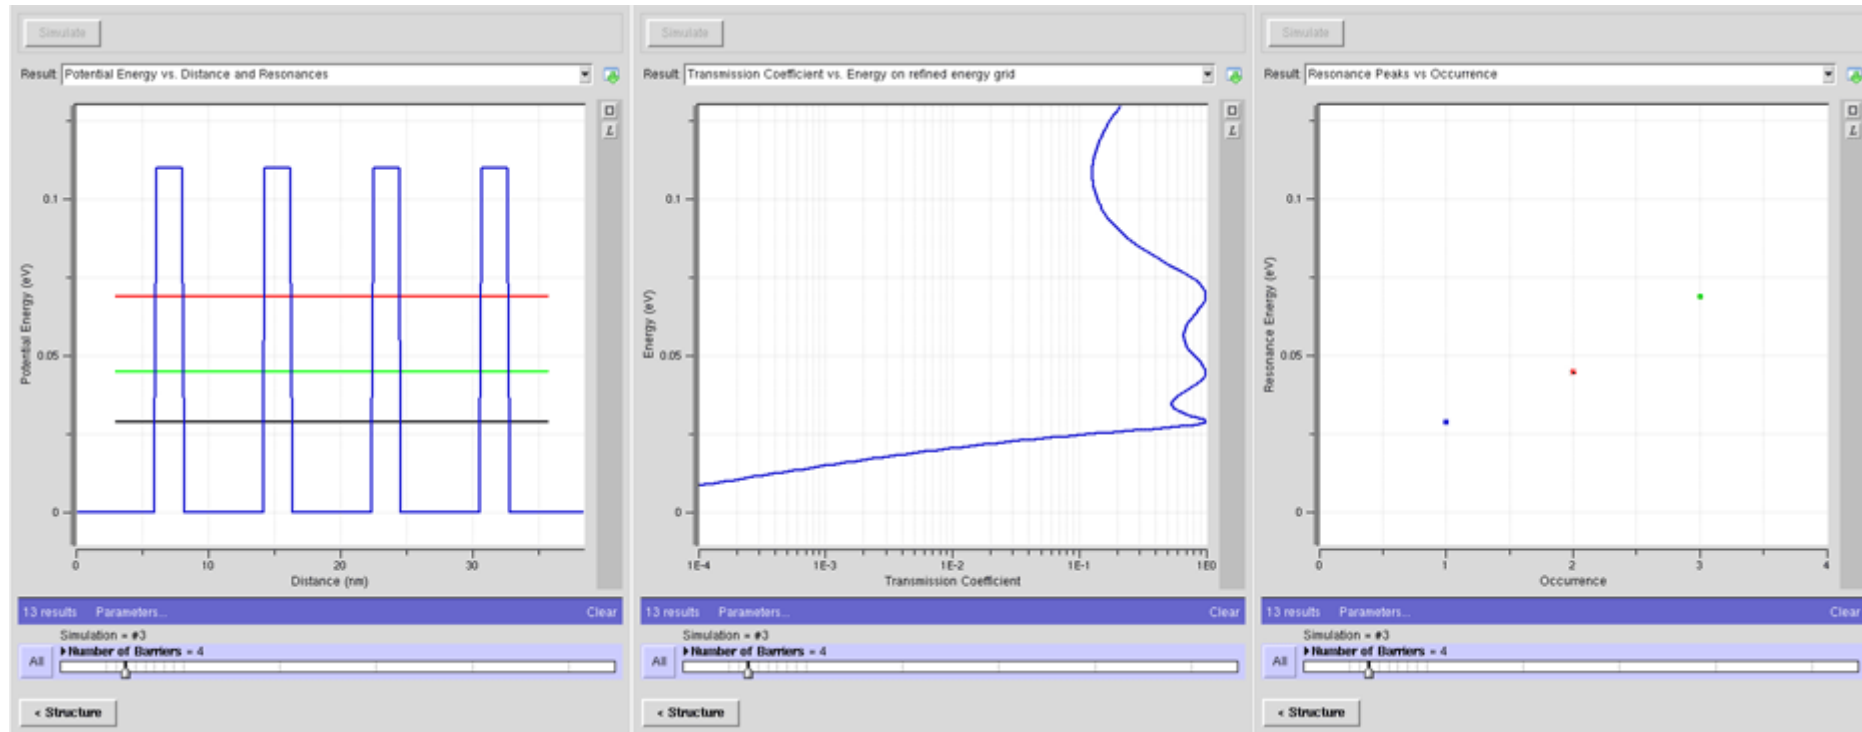 Simulate
Result Potential Energy vs. Distance and Resonances
L
0.1
0.05
0
Potential Energy (eV)
0 10 20 30
Distance (nm)
13 results Parameters... Clear
Simulation = #3
All
Number of Barriers = 4
< Structure
Simulate
Result Transmission Coefficient vs. Energy on refined energy grid
L
0.1
0.05
0
Energy (eV)
1E-4 1E-3 1E-2 1E-1 1E0
Transmission Coefficient
13 results Parameters... Clear
Simulation = #3
All
Number of Barriers = 4
< Structure
Simulate
Result Resonance Peaks vs Occurrence
L
0.1
0.05
0
Resonance Energy (eV)
0 1 2 3 4
Occurrence
13 results Parameters... Clear
Simulation = #3
All
Number of Barriers = 4
< Structure